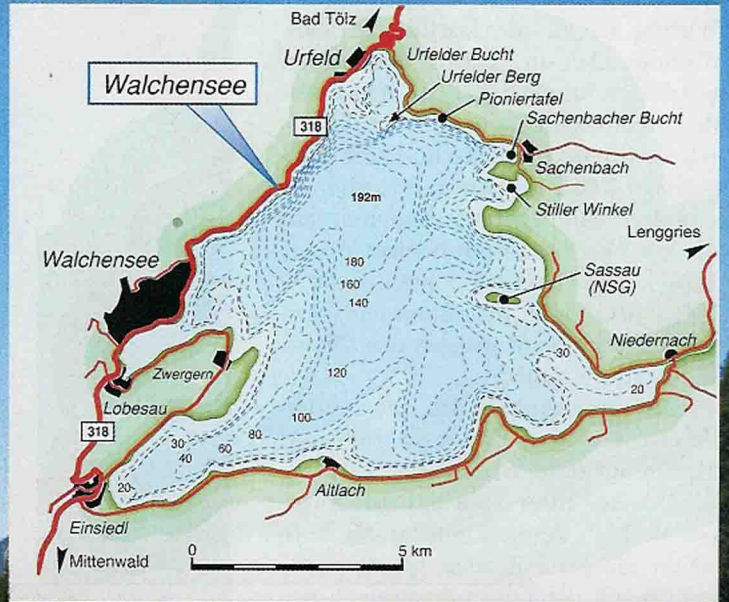 Bad Tölz
Urfeld
Urfelder Bucht
Urfelder Berg
Walchensee
Pioniertafel
318
Sachenbacher Bucht
Sachenbach
192m
Stiller Winkel
Lenggries
Walchensee
180
160
140
Sassau
(NSG)
Niedernach
30
Zwergern
120
20
Lobesau
100
318
80
30
60
40
20
Altlach
Einsiedl
0
5 km
Mittenwald